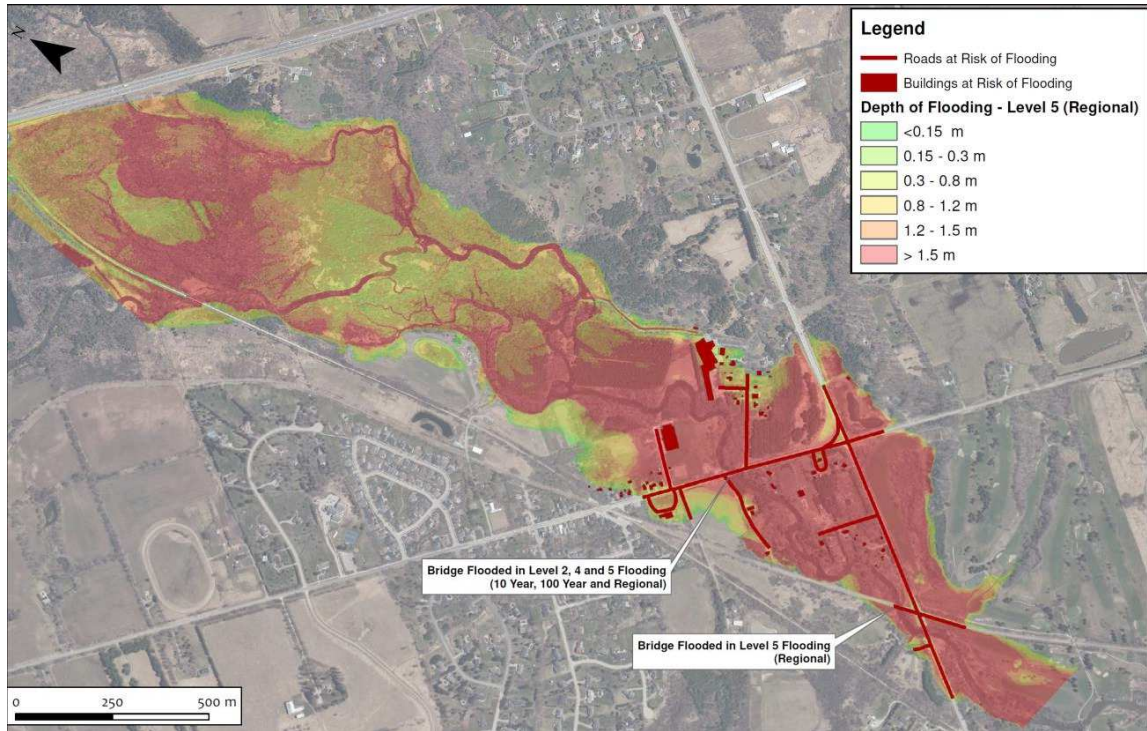 N
Legend
Roads at Risk of Flooding
Buildings at Risk of Flooding
Depth of Flooding - Level 5 (Regional)
<0.15 m
0.15 - 0.3 m
0.3 - 0.8 m
0.8 - 1.2 m
1.2 - 1.5 m
> 1.5 m
Bridge Flooded in Level 2, 4 and 5 Flooding
(10 Year, 100 Year and Regional)
Bridge Flooded in Level 5 Flooding
(Regional)
0 250 500 m